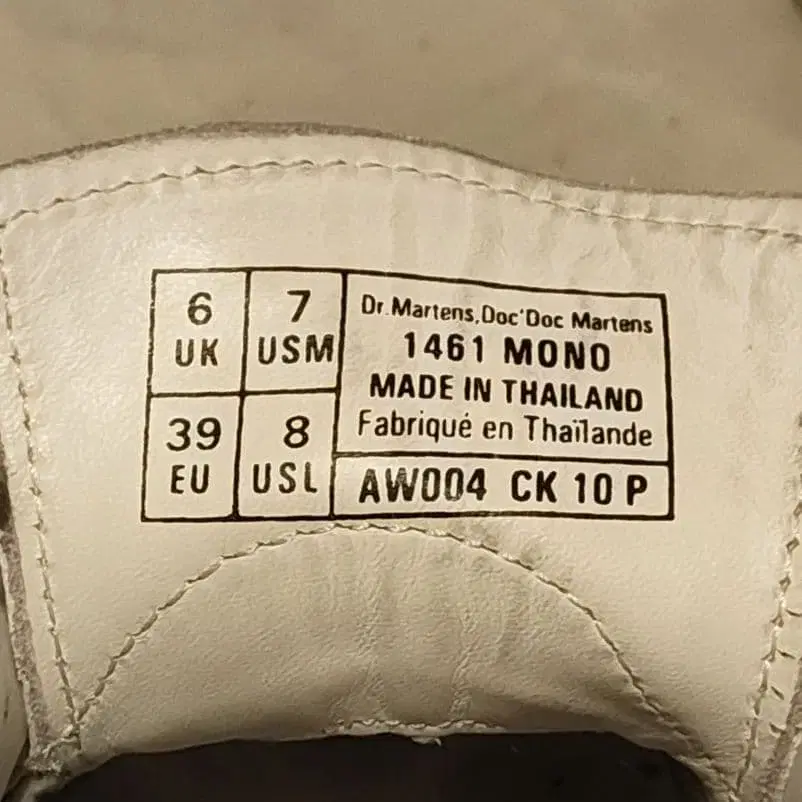 6
UK
7
USM
39
EU
8
USL
Dr.Martens,Doc'Doc Martens
1461 MONO
MADE IN THAILAND
Fabriqué en Thaïlande
AW004 CK 10 P